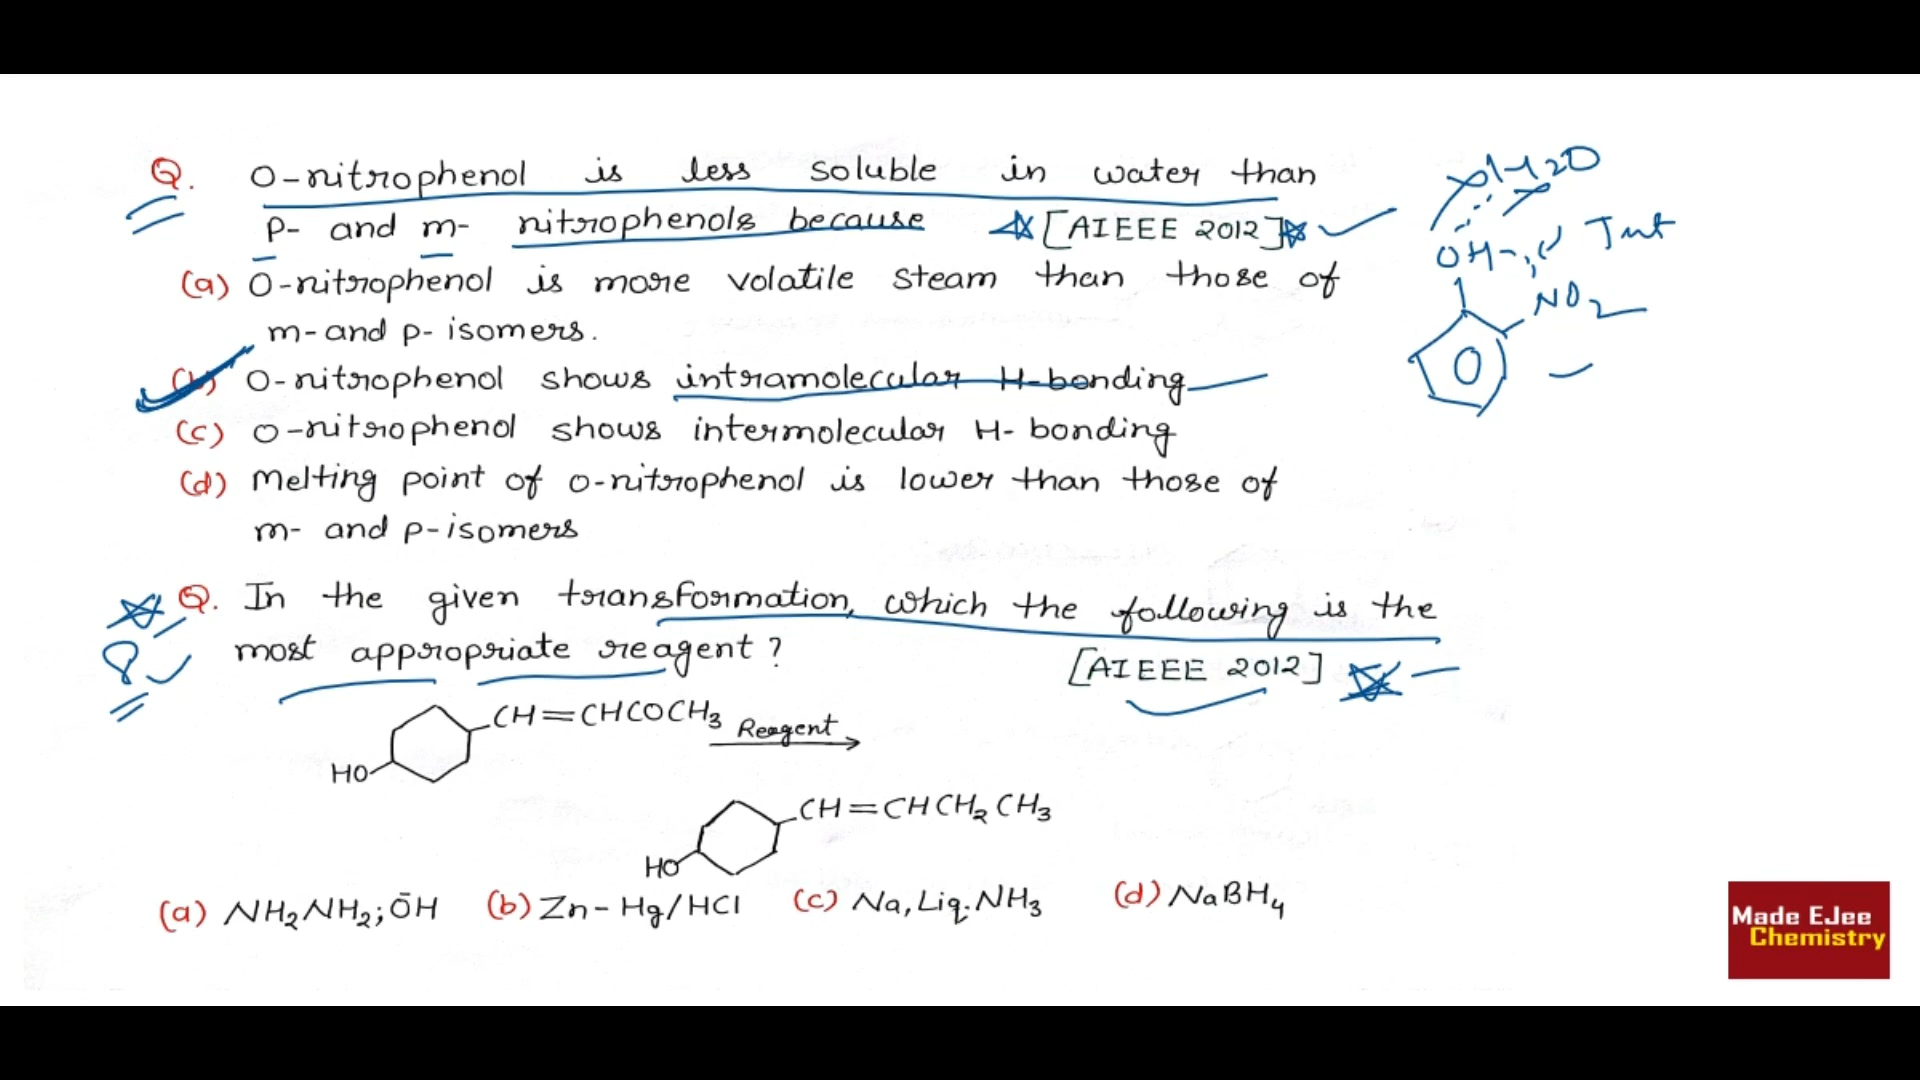 Q. O-nitrophenol is less soluble in water than
P- and m- nitrophenols because [AIEEE 2012]
(a) O-nitrophenol is more volatile steam than those of
m- and p- isomers.
(b) O-nitrophenol shows intramolecular H-bonding
(c) o-nitrophenol shows intermolecular H-bonding
(d) Melting point of o-nitrophenol is lower than those of
m- and p-isomers
H2O
OH
NO2
Q. In the given transformation, which the following is the
most appropriate reagent? [AIEEE 2012]
CH=CHCOCH3 Reagent
HO
CH=CHCH2CH3
HO
(a) NH2NH2; ŌH (b) Zn-Hg/HCl (c) Na, Liq. NH3 (d) NaBH4
Made EJee
Chemistry